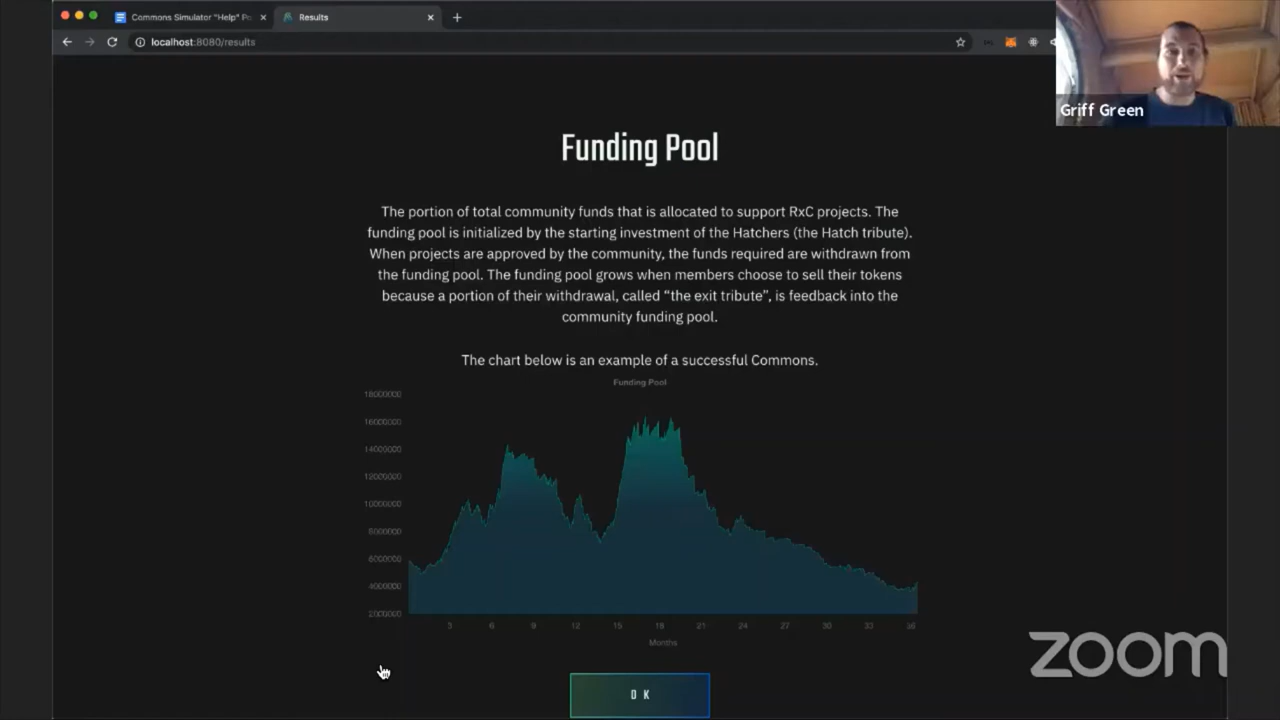 Commons Simulator "Help" Po
Results
localhost:8080/results
Griff Green
Funding Pool
The portion of total community funds that is allocated to support RxC projects. The
funding pool is initialized by the starting investment of the Hatchers (the Hatch tribute).
When projects are approved by the community, the funds required are withdrawn from
the funding pool. The funding pool grows when members choose to sell their tokens
because a portion of their withdrawal, called “the exit tribute”, is feedback into the
community funding pool.
The chart below is an example of a successful Commons.
Funding Pool
18000000
16000000
14000000
12000000
10000000
8000000
6000000
4000000
2000000
3 6 9 12 15 18 21 24 27 30 33 36
Months
OK
zoom